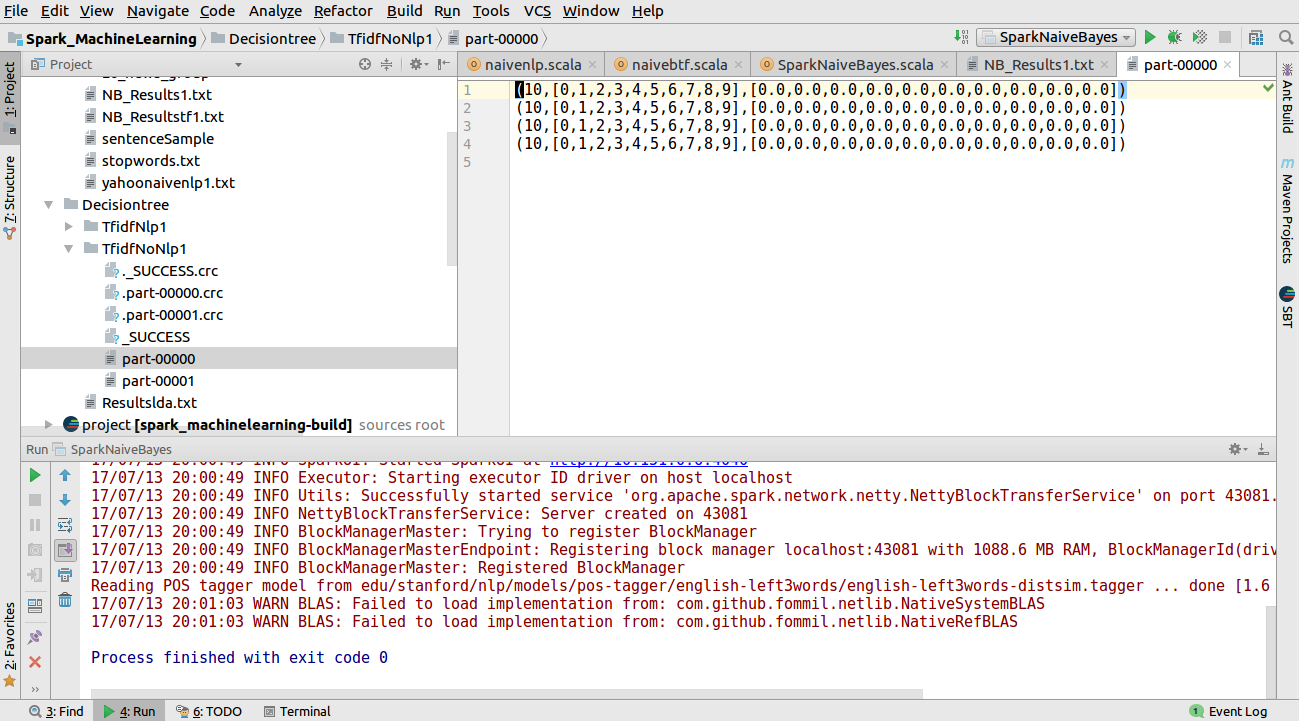 File Edit View Navigate Code Analyze Refactor Build Run Tools VCS Window Help
Spark_MachineLearning Decisiontree TfidfNoNlp1 part-00000 SparkNaiveBayes
Project
naivenlp.scala naivebtf.scala SparkNaiveBayes.scala NB_Results1.txt part-00000
1: Project
7: Structure
2: Favorites
NB_Results1.txt
NB_Resultstf1.txt
sentenceSample
stopwords.txt
yahoonaivenlp1.txt
Decisiontree
TfidfNlp1
TfidfNoNlp1
._SUCCESS.crc
.part-00000.crc
.part-00001.crc
_SUCCESS
part-00000
part-00001
Resultslda.txt
project [spark_machinelearning-build] sources root
1 (10,[0,1,2,3,4,5,6,7,8,9],[0.0,0.0,0.0,0.0,0.0,0.0,0.0,0.0,0.0,0.0])
2 (10,[0,1,2,3,4,5,6,7,8,9],[0.0,0.0,0.0,0.0,0.0,0.0,0.0,0.0,0.0,0.0])
3 (10,[0,1,2,3,4,5,6,7,8,9],[0.0,0.0,0.0,0.0,0.0,0.0,0.0,0.0,0.0,0.0])
4 (10,[0,1,2,3,4,5,6,7,8,9],[0.0,0.0,0.0,0.0,0.0,0.0,0.0,0.0,0.0,0.0])
5
Ant Build
Maven Projects
SBT
Run SparkNaiveBayes
17/07/13 20:00:49 INFO SparkUI: Started SparkUI at
17/07/13 20:00:49 INFO Executor: Starting executor ID driver on host localhost
17/07/13 20:00:49 INFO Utils: Successfully started service 'org.apache.spark.network.netty.NettyBlockTransferService' on port 43081.
17/07/13 20:00:49 INFO NettyBlockTransferService: Server created on 43081
17/07/13 20:00:49 INFO BlockManagerMaster: Trying to register BlockManager
17/07/13 20:00:49 INFO BlockManagerMasterEndpoint: Registering block manager localhost:43081 with 1088.6 MB RAM, BlockManagerId(driv
17/07/13 20:00:49 INFO BlockManagerMaster: Registered BlockManager
Reading POS tagger model from edu/stanford/nlp/models/pos-tagger/english-left3words/english-left3words-distsim.tagger ... done [1.6
17/07/13 20:01:03 WARN BLAS: Failed to load implementation from: com.github.fommil.netlib.NativeSystemBLAS
17/07/13 20:01:03 WARN BLAS: Failed to load implementation from: com.github.fommil.netlib.NativeRefBLAS
Process finished with exit code 0
3: Find 4: Run 6: TODO Terminal 1 Event Log